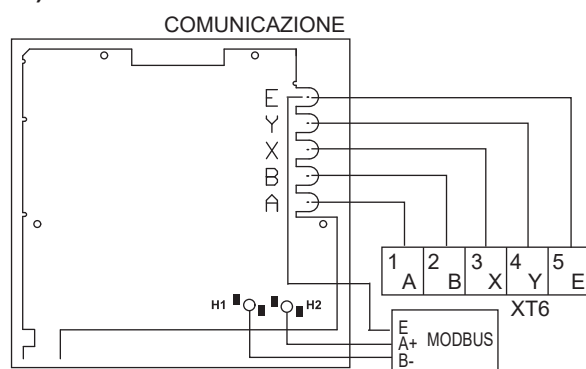 COMUNICAZIONE
E
Y
X
B
A
1 2 3 4 5
A B X Y E
XT6
H1 H2
E
A+ MODBUS
B-